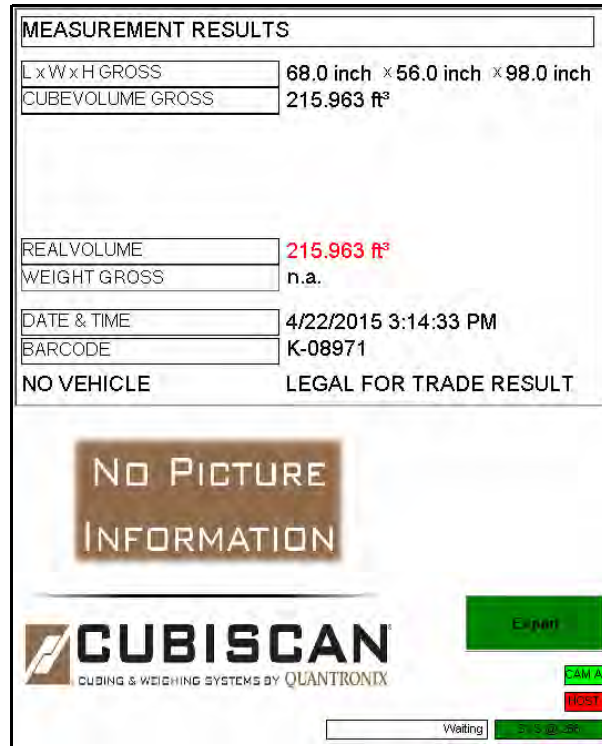 MEASUREMENT RESULTS
L x W x H GROSS 68.0 inch x 56.0 inch x 98.0 inch
CUBEVOLUME GROSS 215.963 ft³
REALVOLUME 215.963 ft³
WEIGHT GROSS n.a.
DATE & TIME 4/22/2015 3:14:33 PM
BARCODE K-08971
NO VEHICLE LEGAL FOR TRADE RESULT
NO PICTURE
INFORMATION
Export
CUBISCAN
CUBING & WEIGHING SYSTEMS BY QUANTRONIX
CAM A
HOST
Waiting